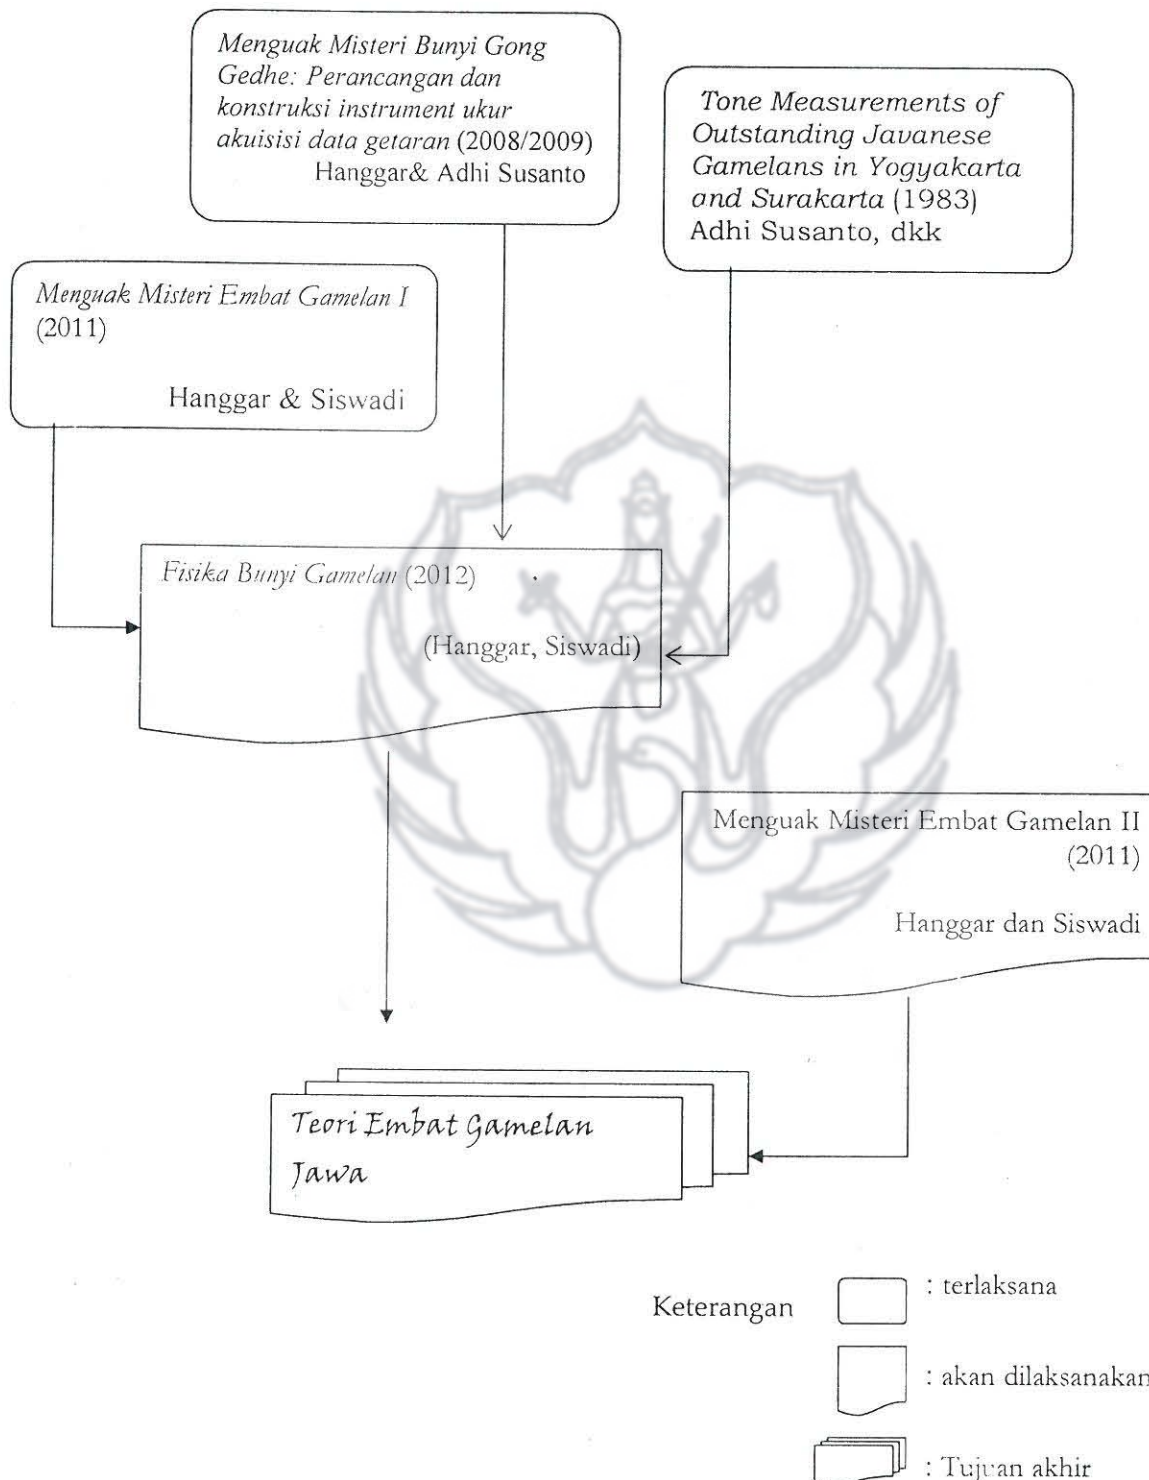 Menguak Misteri Bunyi Gong
Gedhe: Perancangan dan
konstruksi instrument ukur
akuisisi data getaran (2008/2009)
Hanggar& Adhi Susanto
Tone Measurements of
Outstanding Javanese
Gamelans in Yogyakarta
and Surakarta (1983)
Adhi Susanto, dkk
Menguak Misteri Embat Gamelan I
(2011)
Hanggar & Siswadi
Fisika Bunyi Gamelan (2012)
(Hanggar, Siswadi)
Menguak Misteri Embat Gamelan II
(2011)
Hanggar dan Siswadi
Teori Embat Gamelan
Jawa
Keterangan
: terlaksana
: akan dilaksanakan
: Tujuan akhir